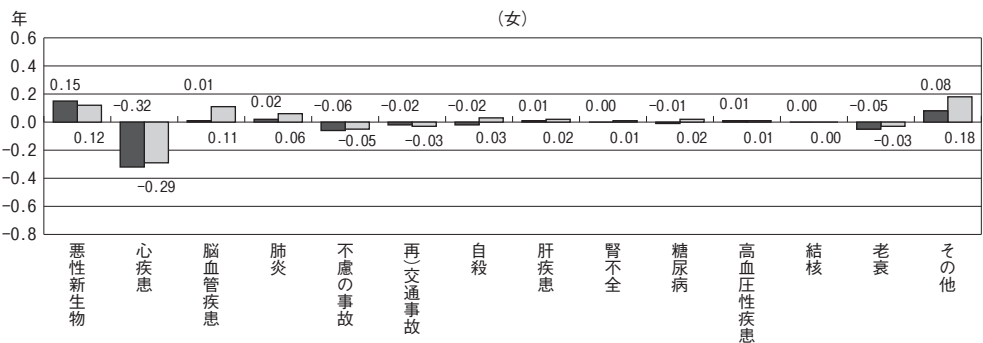 年
(女)
0.6
0.4
0.2
0.0
-0.2
-0.4
-0.6
-0.8
0.15
-0.32
0.01
0.02
-0.06
-0.02
-0.02
0.01
0.00
-0.01
0.01
0.00
-0.05
0.08
0.12
-0.29
0.11
0.06
-0.05
-0.03
0.03
0.02
0.01
0.02
0.01
0.00
-0.03
0.18
悪性新生物
心疾患
脳血管疾患
肺炎
不慮の事故
再)交通事故
自殺
肝疾患
腎不全
糖尿病
高血圧性疾患
結核
老衰
その他